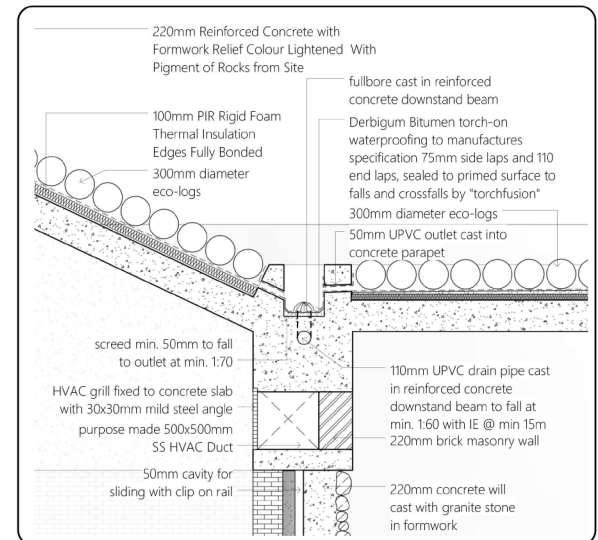 220mm Reinforced Concrete with
Formwork Relief Colour Lightened With
Pigment of Rocks from Site
fullbore cast in reinforced
concrete downstand beam
100mm PIR Rigid Foam
Thermal Insulation
Edges Fully Bonded
300mm diameter
eco-logs
Derbigum Bitumen torch-on
waterproofing to manufactures
specification 75mm side laps and 110
end laps, sealed to primed surface to
falls and crossfalls by "torchfusion"
300mm diameter eco-logs
50mm UPVC outlet cast into
concrete parapet
screed min. 50mm to fall
to outlet at min. 1:70
HVAC grill fixed to concrete slab
with 30x30mm mild steel angle
purpose made 500x500mm
SS HVAC Duct
50mm cavity for
sliding with clip on rail
110mm UPVC drain pipe cast
in reinforced concrete
downstand beam to fall at
min. 1:60 with IE @ min 15m
220mm brick masonry wall
220mm concrete will
cast with granite stone
in formwork